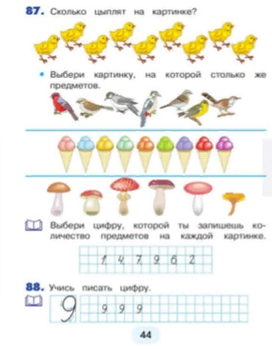 87. Сколько цыплят на картинке?
• Выбери картинку, на которой столько же
предметов.
Выбери цифру, которой ты запишешь ко-
личество предметов на каждой картинке.
1 4 7 9 6 2
88. Учись писать цифру.
9 9 9 9
44